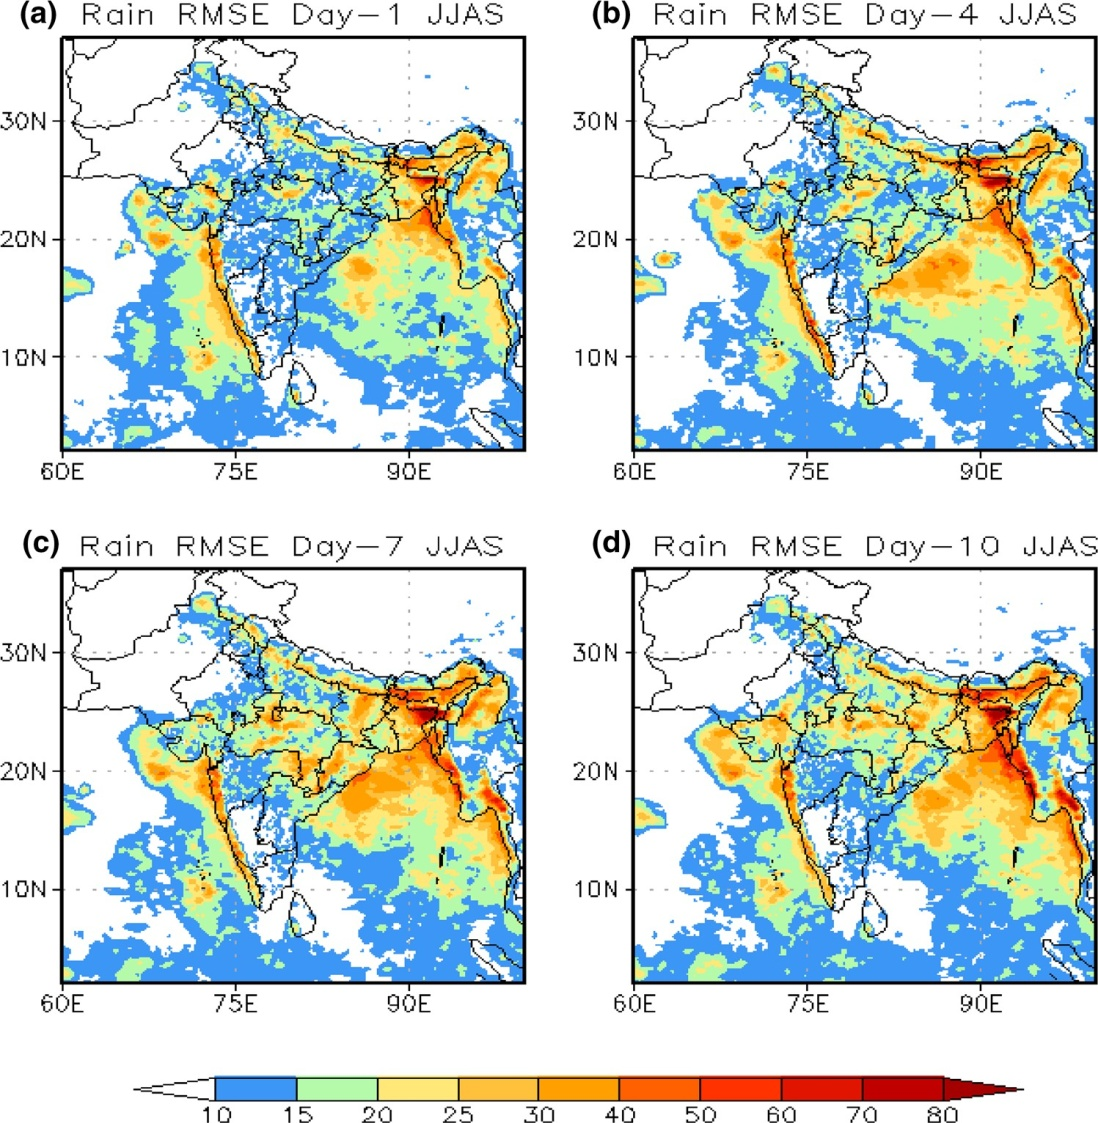 (a) Rain RMSE Day-1 JJAS
(b) Rain RMSE Day-4 JJAS
30N
20N
10N
60E 75E 90E
30N
20N
10N
60E 75E 90E
(c) Rain RMSE Day-7 JJAS
(d) Rain RMSE Day-10 JJAS
30N
20N
10N
60E 75E 90E
30N
20N
10N
60E 75E 90E
10 15 20 25 30 40 50 60 70 80